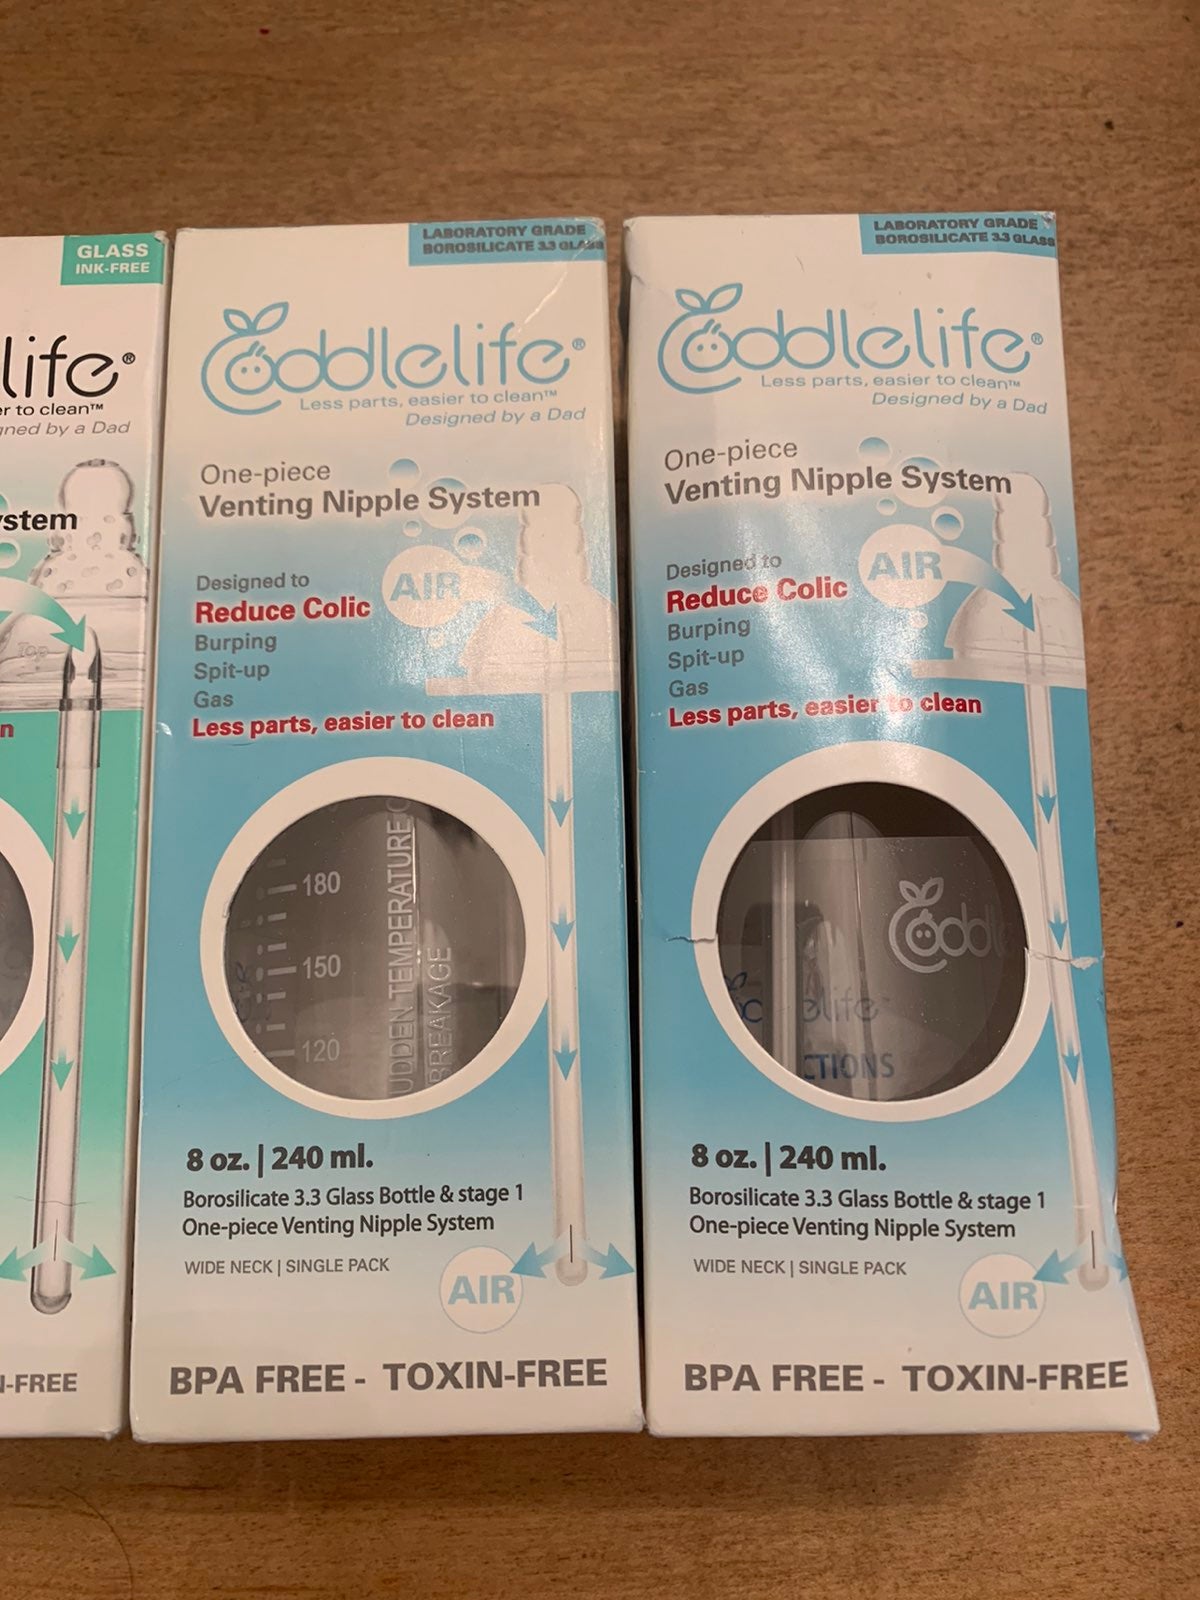 GLASS
INK-FREE
life®
er to clean™
gned by a Dad
ystem
Top
n
N-FREE
LABORATORY GRADE
BOROSILICATE 3.3 GLASS
Coddlelife®
Less parts, easier to clean™
Designed by a Dad
One-piece
Venting Nipple System
AIR
Designed to
Reduce Colic
Burping
Spit-up
Gas
Less parts, easier to clean
180
150
120
UDDEN TEMPERATURE C
BREAKAGE
8 oz. | 240 ml.
Borosilicate 3.3 Glass Bottle & stage 1
One-piece Venting Nipple System
WIDE NECK | SINGLE PACK
AIR
BPA FREE - TOXIN-FREE
LABORATORY GRADE
BOROSILICATE 3.3 GLASS
Coddlelife®
Less parts, easier to clean™
Designed by a Dad
One-piece
Venting Nipple System
AIR
Designed to
Reduce Colic
Burping
Spit-up
Gas
Less parts, easier to clean
Coddl
elife
CTIONS
8 oz. | 240 ml.
Borosilicate 3.3 Glass Bottle & stage 1
One-piece Venting Nipple System
WIDE NECK | SINGLE PACK
AIR
BPA FREE - TOXIN-FREE